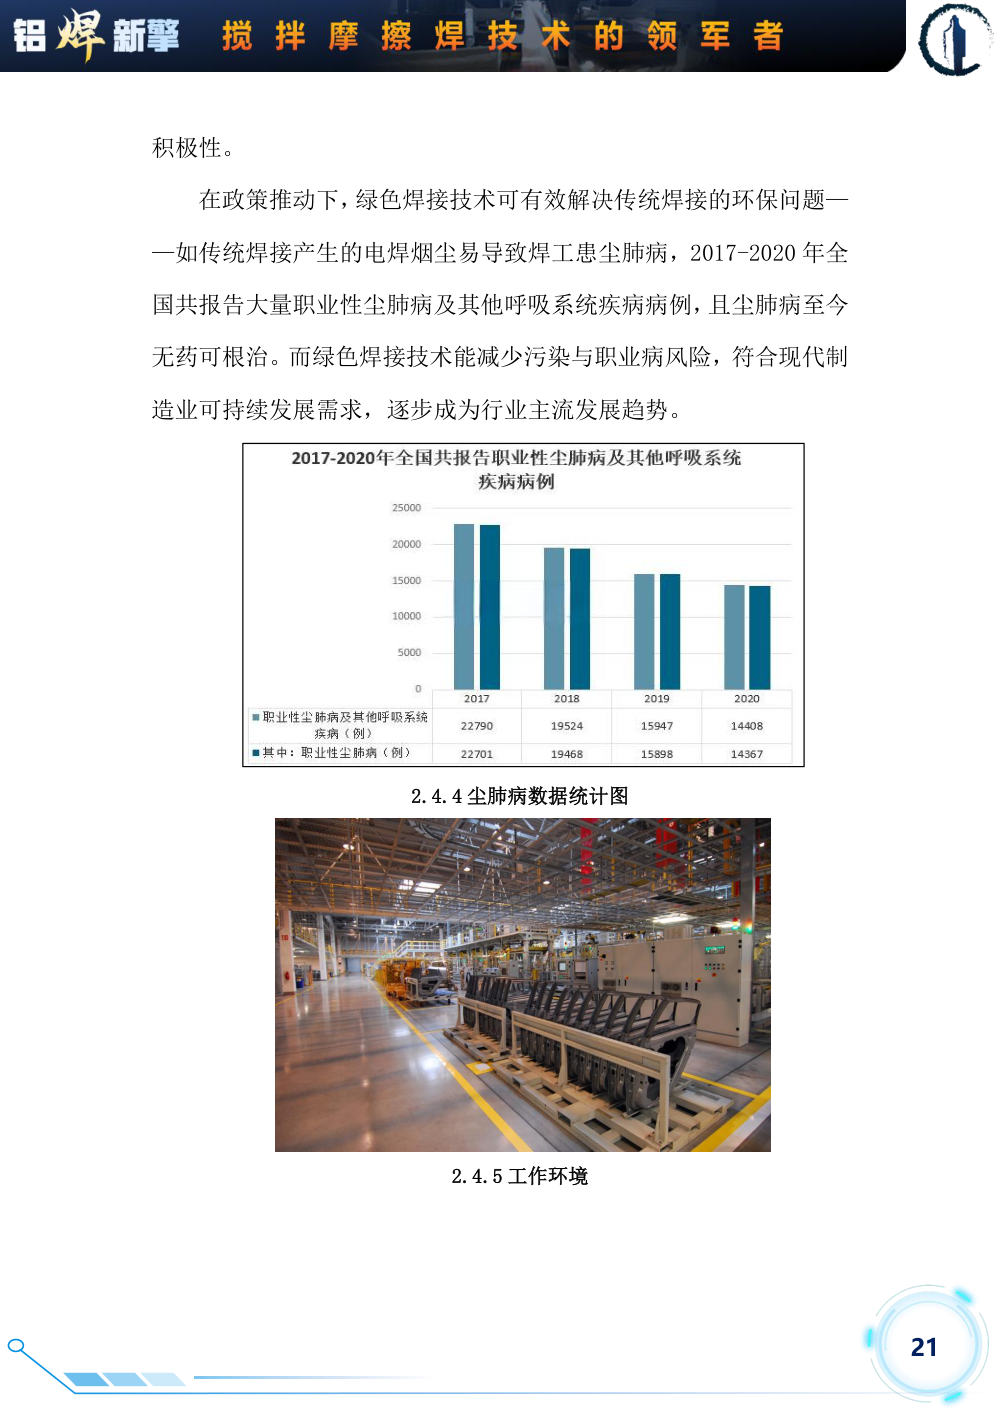 铝焊新擎 搅拌摩擦焊技术的领军者
积极性。
在政策推动下，绿色焊接技术可有效解决传统焊接的环保问题—
—如传统焊接产生的电焊烟尘易导致焊工患尘肺病，2017-2020 年全
国共报告大量职业性尘肺病及其他呼吸系统疾病病例，且尘肺病至今
无药可根治。而绿色焊接技术能减少污染与职业病风险，符合现代制
造业可持续发展需求，逐步成为行业主流发展趋势。
2017-2020年全国共报告职业性尘肺病及其他呼吸系统
疾病病例
25000
20000
15000
10000
5000
0
2017 2018 2019 2020
职业性尘肺病及其他呼吸系统
疾病（例） 22790 19524 15947 14408
其中：职业性尘肺病（例） 22701 19468 15898 14367
2.4.4 尘肺病数据统计图
2.4.5 工作环境
21